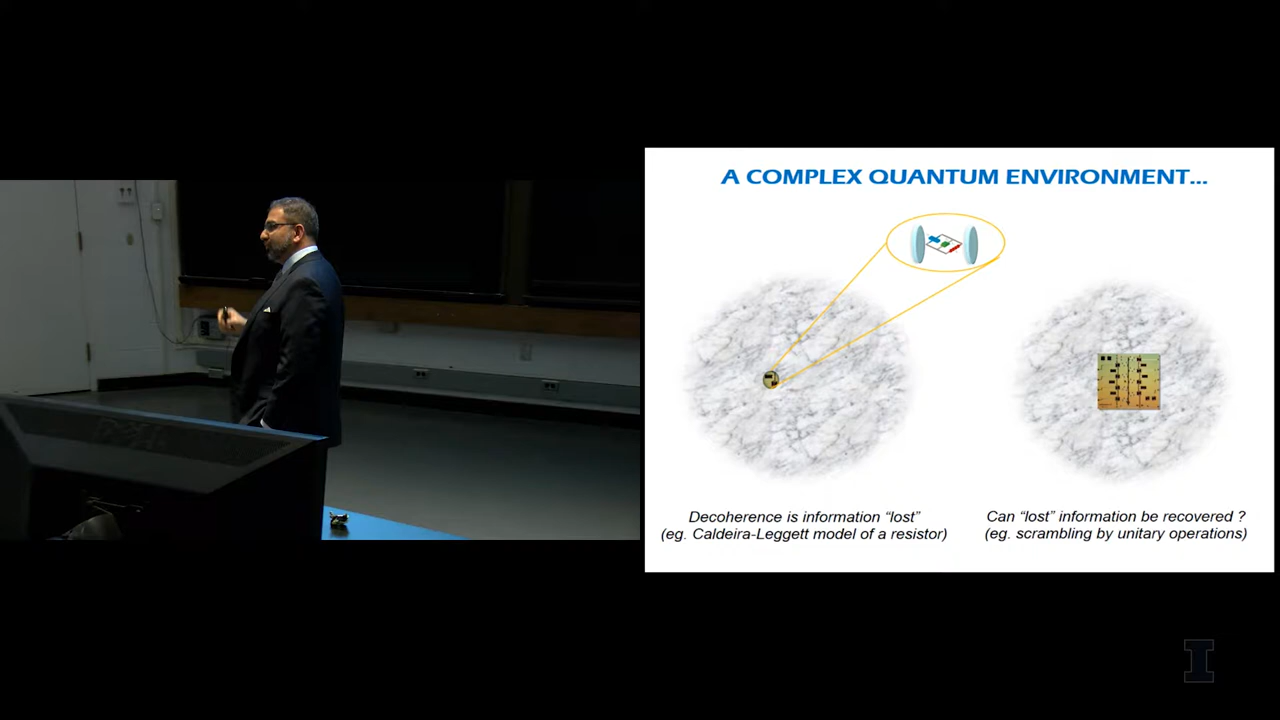 A COMPLEX QUANTUM ENVIRONMENT...
Decoherence is information “lost”
(eg. Caldeira-Leggett model of a resistor)
Can “lost” information be recovered ?
(eg. scrambling by unitary operations)
I